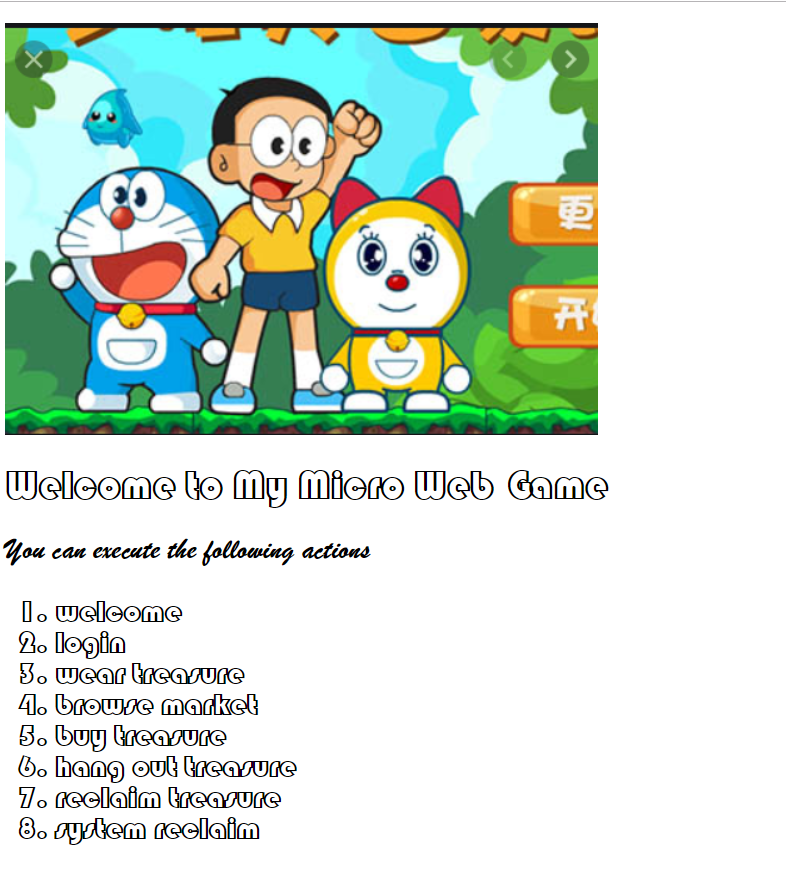 更
开
Welcome to My Micro Web Game
You can execute the following actions
1. welcome
2. login
3. wear treasure
4. browse market
5. buy treasure
6. hang out treasure
7. reclaim treasure
8. system reclaim